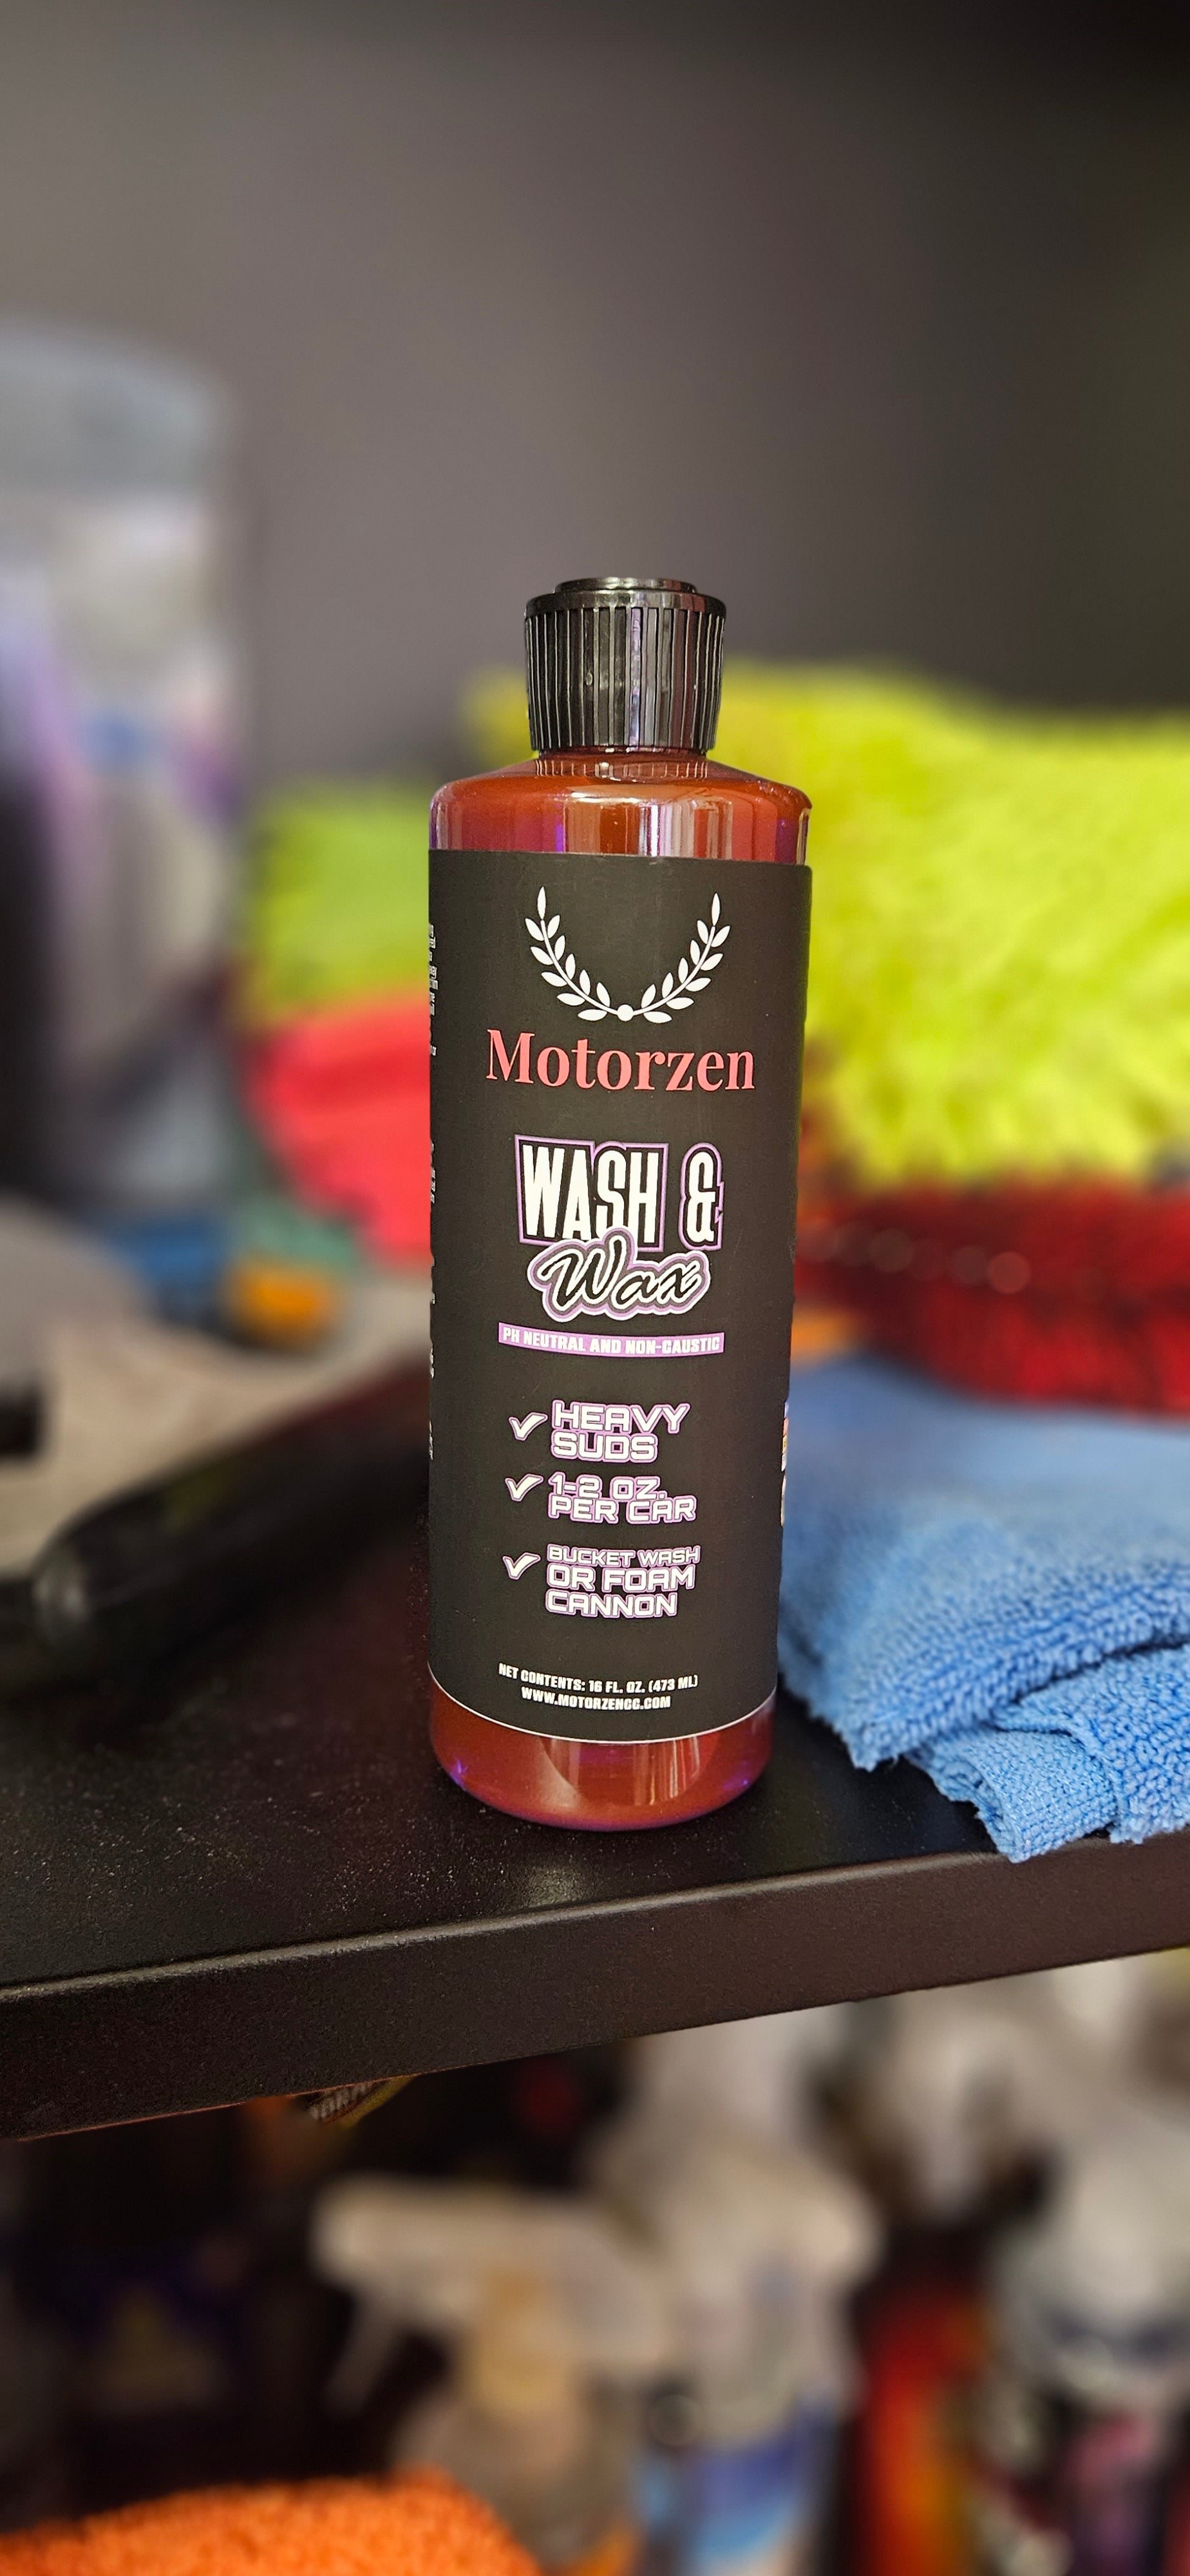 Motorzen
WASH &
Wax
PH NEUTRAL AND NON-CAUSTIC
HEAVY
SUDS
1-2 OZ.
PER CAR
BUCKET WASH
OR FOAM
CANNON
NET CONTENTS: 16 FL. OZ. (473 ML)
WWW.MOTORZENCC.COM